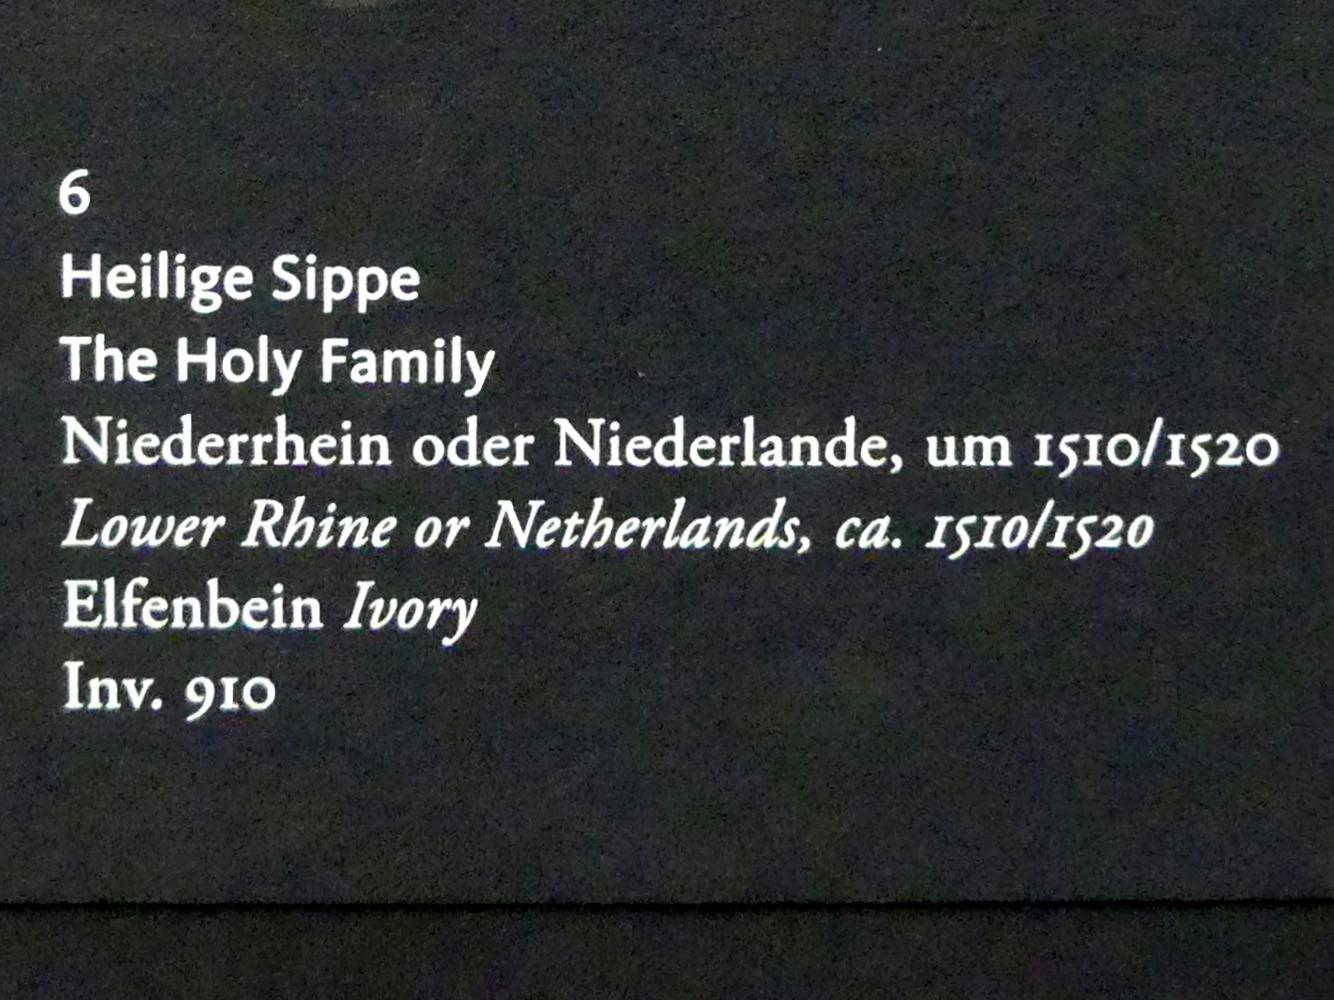 6
Heilige Sippe
The Holy Family
Niederrhein oder Niederlande, um 1510/1520
Lower Rhine or Netherlands, ca. 1510/1520
Elfenbein Ivory
Inv. 910